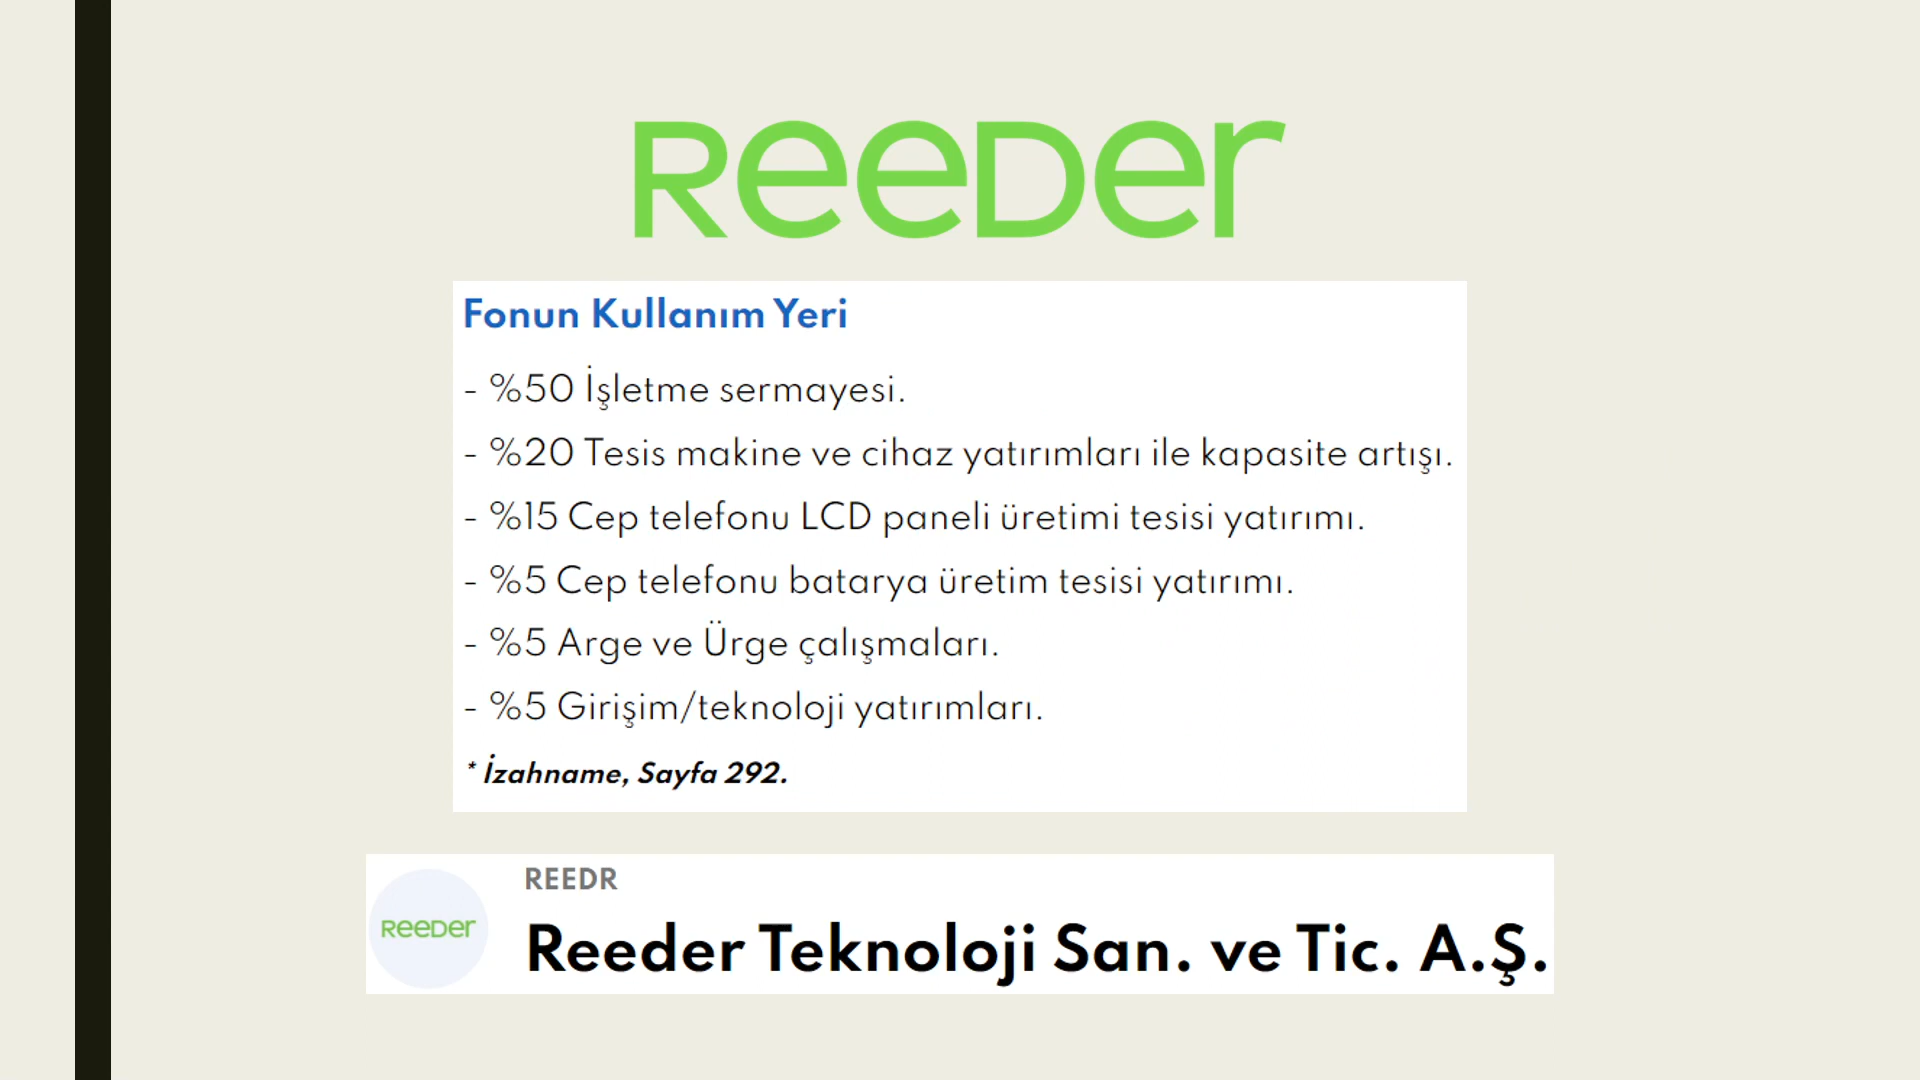 Reeder
Fonun Kullanım Yeri
- %50 İşletme sermayesi.
- %20 Tesis makine ve cihaz yatırımları ile kapasite artışı.
- %15 Cep telefonu LCD paneli üretimi tesisi yatırımı.
- %5 Cep telefonu batarya üretim tesisi yatırımı.
- %5 Arge ve Ürge çalışmaları.
- %5 Girişim/teknoloji yatırımları.
* İzahname, Sayfa 292.
REEDR
Reeder
Reeder Teknoloji San. ve Tic. A.Ş.